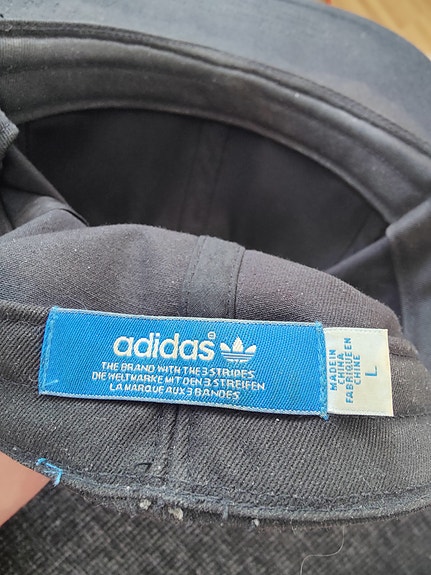 adidas®
THE BRAND WITH THE 3 STRIPES
DIE WELTMARKE MIT DEN 3 STREIFEN
LA MARQUE AUX 3 BANDES
MADE IN
CHINA
FABRIQUE EN
CHINE
L